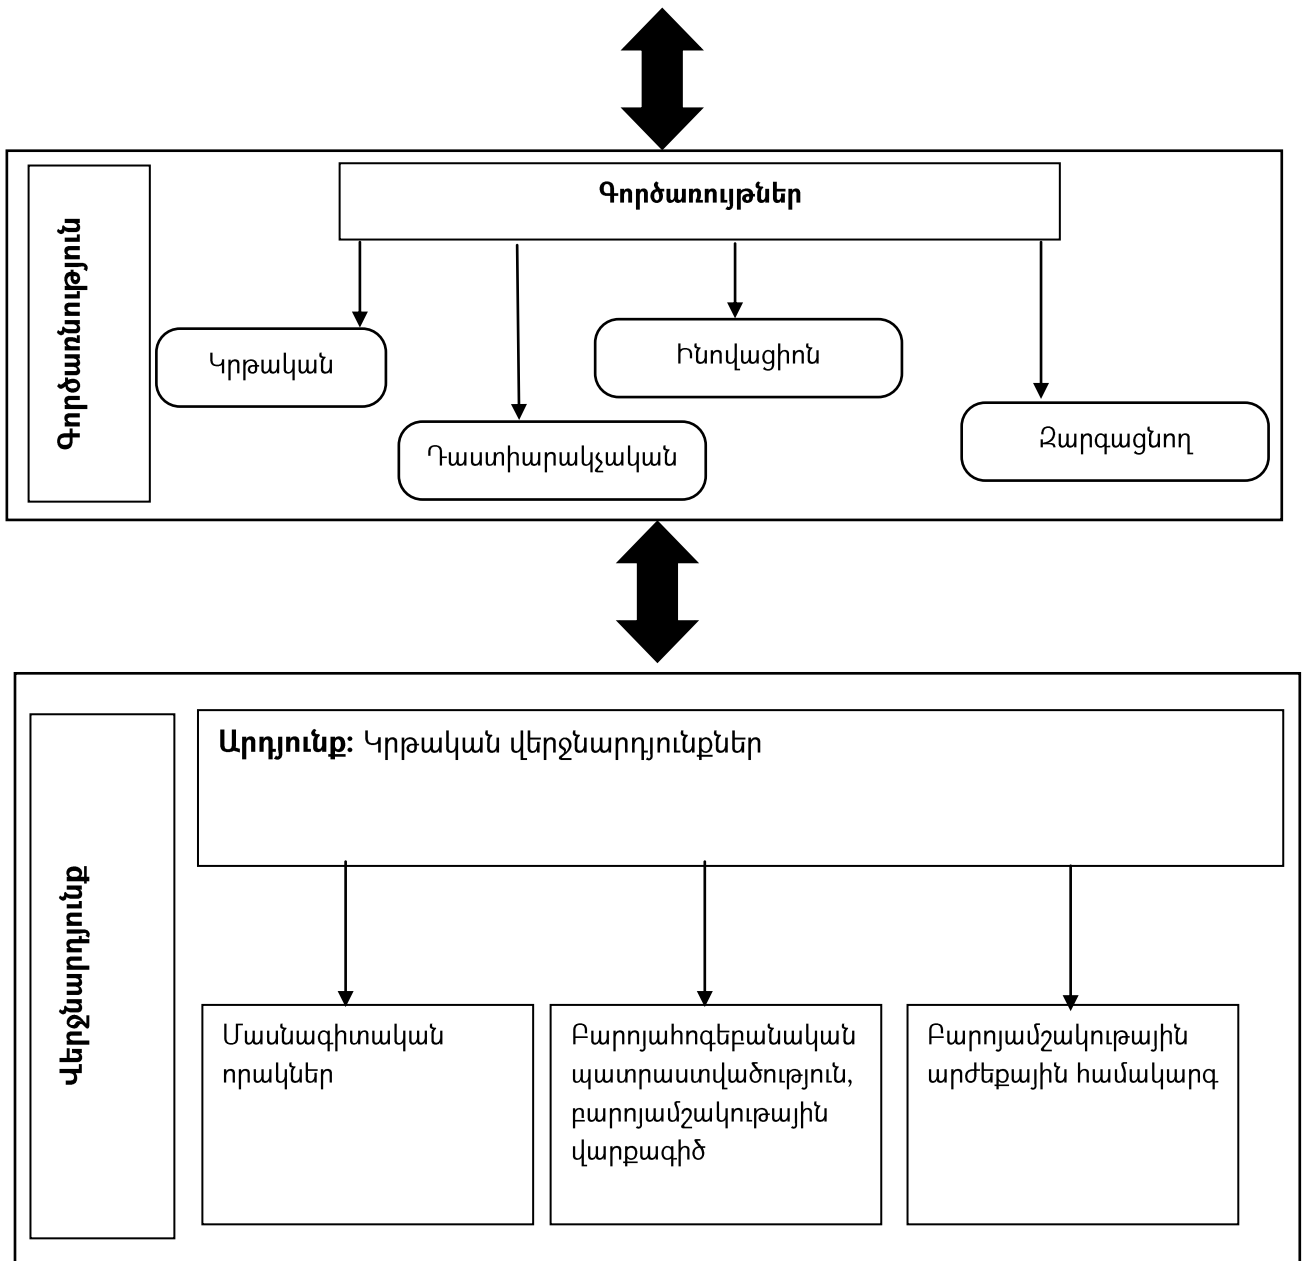 Գործառնություն
Գործառույթներ
Կրթական
Դաստիարակչական
Ինովացիոն
Զարգացնող
Վերջնարդյունք
Արդյունք: Կրթական վերջնարդյունքներ
Մասնագիտական
որակներ
Բարոյահոգեբանական
պատրաստվածություն,
բարոյամշակութային
վարքագիծ
Բարոյամշակութային
արժեքային համակարգ